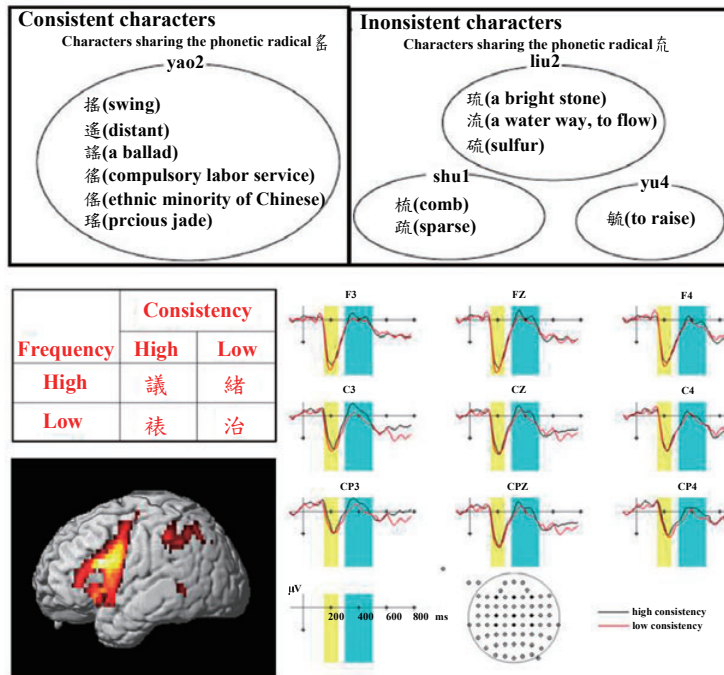 Consistent characters
Characters sharing the phonetic radical 䍃
yao2
搖(swing)
遙(distant)
謠(a ballad)
徭(compulsory labor service)
傜(ethnic minority of Chinese)
瑤(prcious jade)
Inonsistent characters
Characters sharing the phonetic radical 㐬
liu2
琉(a bright stone)
流(a water way, to flow)
硫(sulfur)
shu1
梳(comb)
疏(sparse)
yu4
毓(to raise)
Frequency
Consistency
High Low
High 議 緒
Low 裱 治
F3 FZ F4
C3 CZ C4
CP3 CPZ CP4
μV
200 400 600 800 ms
high consistency
low consistency